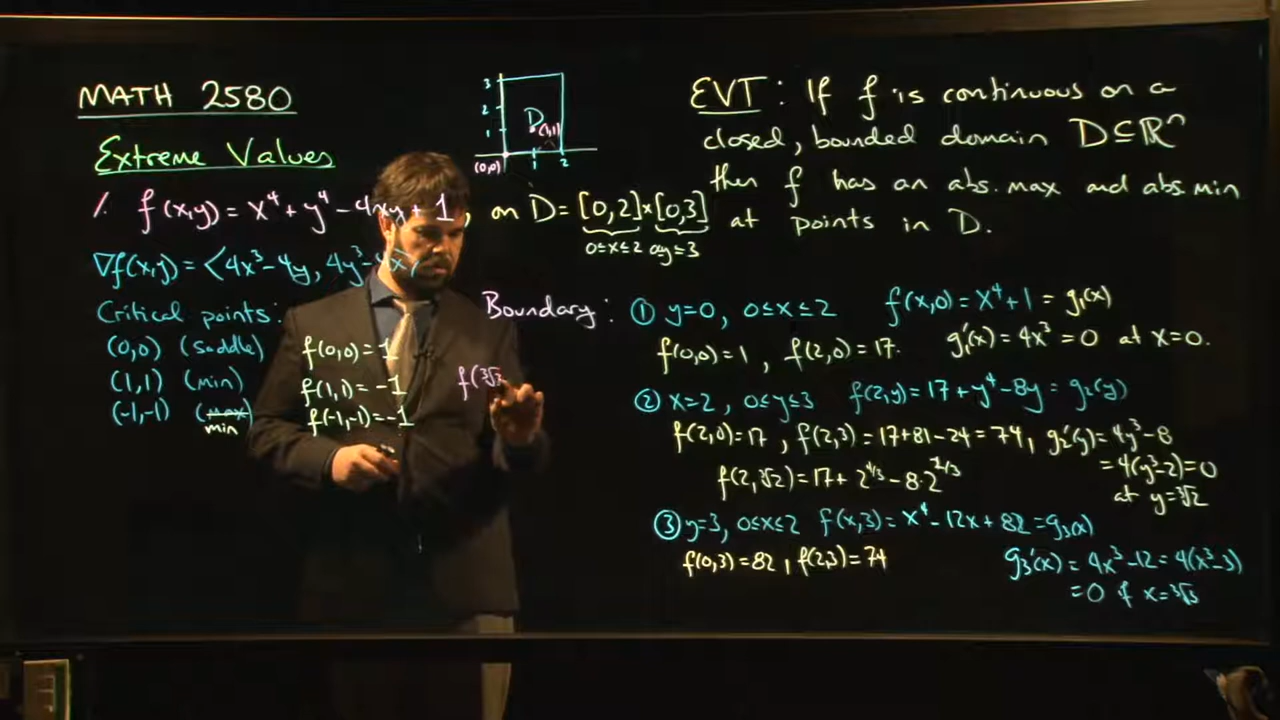 MATH 2580
Extreme Values
f(x,y) = x⁴ + y⁴ - 4xy + 1, on D = [0,2]×[0,3]
0≤x≤2 0≤y≤3
∇f(x,y) = ⟨4x³-4y, 4y³-4x⟩
Critical points:
(0,0) (saddle) f(0,0) = 1
(1,1) (min) f(1,1) = -1
(-1,-1) (max f(-1,-1) = -1
min
f(³√3
3
2
1
D
(1,1)
(0,0) 1 2
EVT: If f is continuous on a
closed, bounded domain D⊆ℝⁿ
then f has an abs. max and abs. min
at points in D.
Boundary: ① y=0, 0≤x≤2 f(x,0) = x⁴+1 = g₁(x)
f(0,0) = 1, f(2,0) = 17. g₁'(x) = 4x³ = 0 at x=0.
② x=2, 0≤y≤3 f(2,y) = 17 + y⁴ - 8y = g₂(y)
f(2,0)=17, f(2,3) = 17+81-24 = 74, g₂'(y) = 4y³-8
= 4(y³-2) = 0
at y = ³√2
f(2,³√2) = 17 + 2^{4/3} - 8·2^{1/3}
③ y=3, 0≤x≤2 f(x,3) = x⁴ - 12x + 82 = g₃(x)
f(0,3) = 82, f(2,3) = 74 g₃'(x) = 4x³-12 = 4(x³-3)
= 0 if x = ³√3